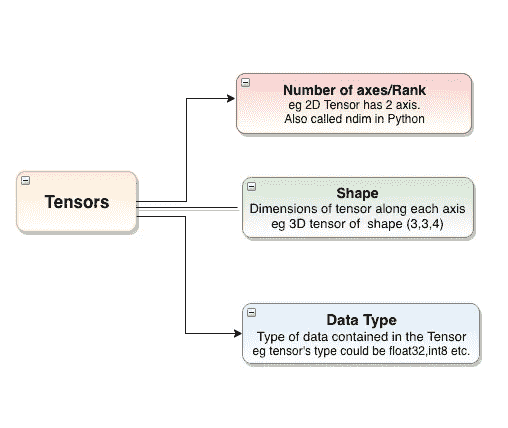 Number of axes/Rank
eg 2D Tensor has 2 axis.
Also called ndim in Python
Tensors
Shape
Dimensions of tensor along each axis
eg 3D tensor of shape (3,3,4)
Data Type
Type of data contained in the Tensor
eg tensor's type could be float32,int8 etc.